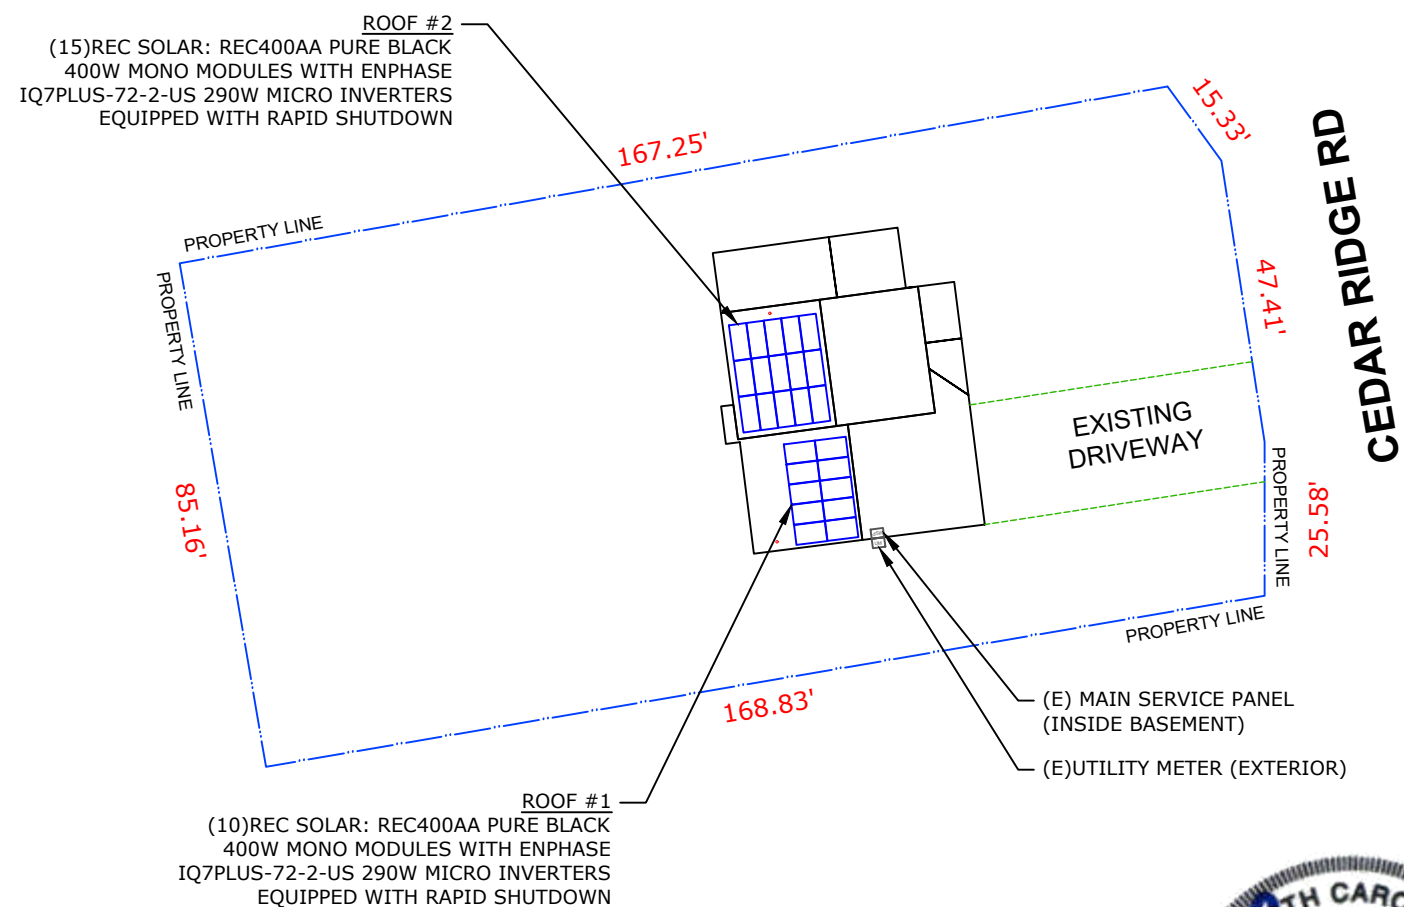 ROOF #2
(15)REC SOLAR: REC400AA PURE BLACK
400W MONO MODULES WITH ENPHASE
IQ7PLUS-72-2-US 290W MICRO INVERTERS
EQUIPPED WITH RAPID SHUTDOWN
15.33'
167.25'
CEDAR RIDGE RD
PROPERTY LINE
PROPERTY LINE
47.41'
EXISTING
DRIVEWAY
85.16'
PROPERTY LINE
25.58'
PROPERTY LINE
168.83'
(E) MAIN SERVICE PANEL
(INSIDE BASEMENT)
(E)UTILITY METER (EXTERIOR)
ROOF #1
(10)REC SOLAR: REC400AA PURE BLACK
400W MONO MODULES WITH ENPHASE
IQ7PLUS-72-2-US 290W MICRO INVERTERS
EQUIPPED WITH RAPID SHUTDOWN
TH CARO